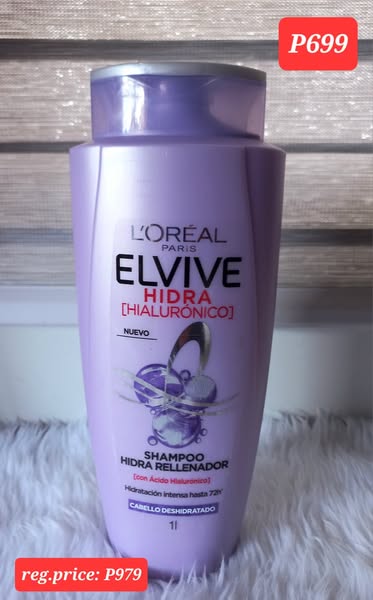 P699
L'ORÉAL
PARIS
ELVIVE
HIDRA
[HIALURÓNICO]
NUEVO
SHAMPOO
HIDRA RELLENADOR
[con Ácido Hialurónico]
Hidratación intensa hasta 72h*
CABELLO DESHIDRATADO
1l
reg.price: P979